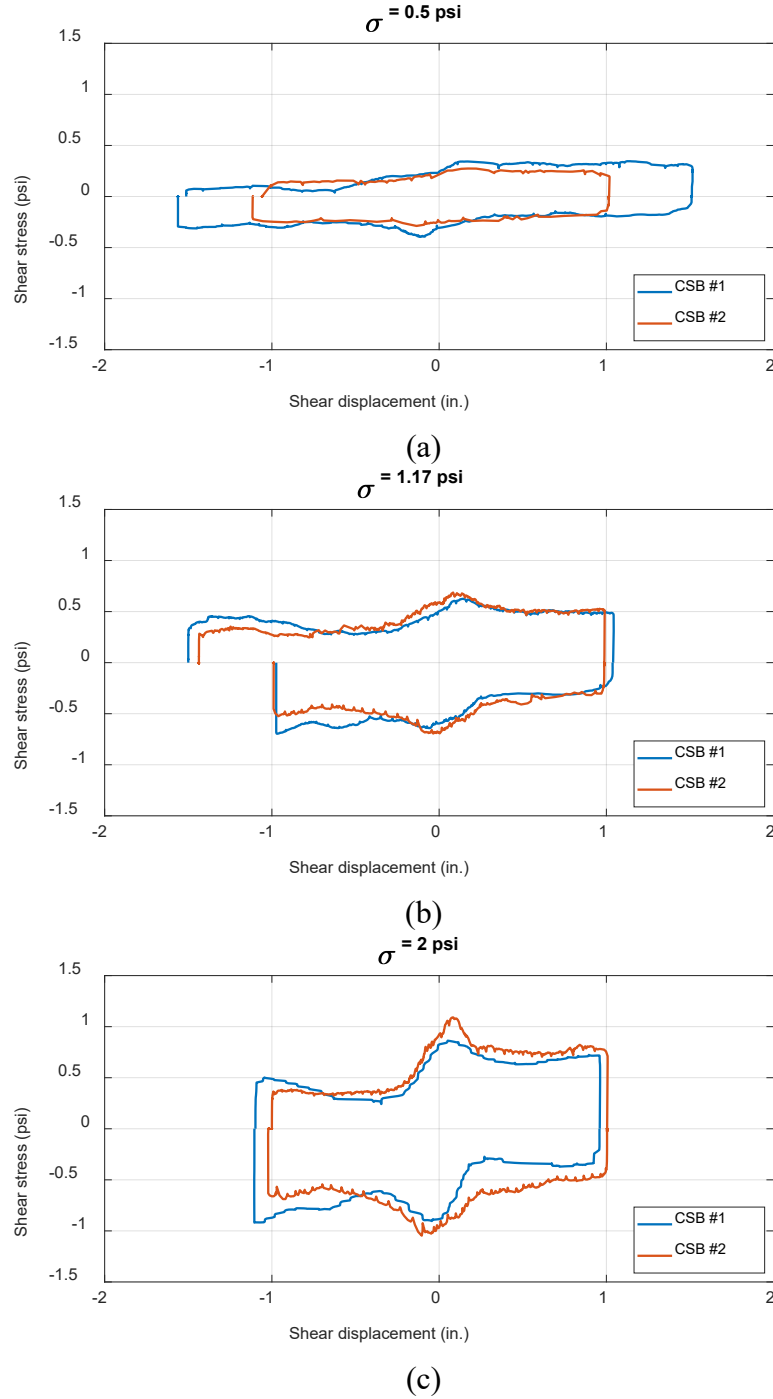 σ = 0.5 psi
1.5
1
0.5
0
-0.5
-1
-1.5
Shear stress (psi)
CSB #1
CSB #2
-2 -1 0 1 2
Shear displacement (in.)
(a)
σ = 1.17 psi
1.5
1
0.5
0
-0.5
-1
-1.5
Shear stress (psi)
CSB #1
CSB #2
-2 -1 0 1 2
Shear displacement (in.)
(b)
σ = 2 psi
1.5
1
0.5
0
-0.5
-1
-1.5
Shear stress (psi)
CSB #1
CSB #2
-2 -1 0 1 2
Shear displacement (in.)
(c)